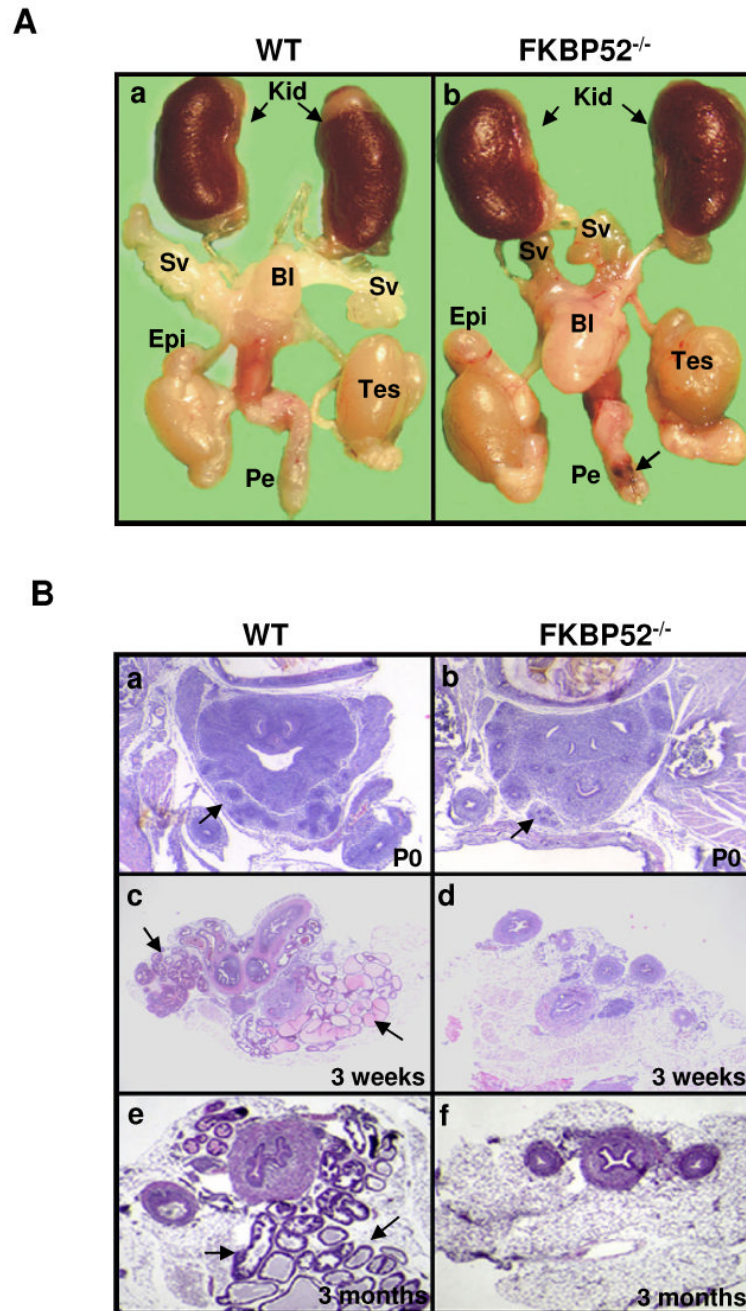 A
WT FKBP52-/-
a b
Kid Kid
Sv Sv Sv Sv
Bl Bl
Epi Epi
Tes Tes
Pe Pe
B
WT FKBP52-/-
a b
P0 P0
c d
3 weeks 3 weeks
e f
3 months 3 months